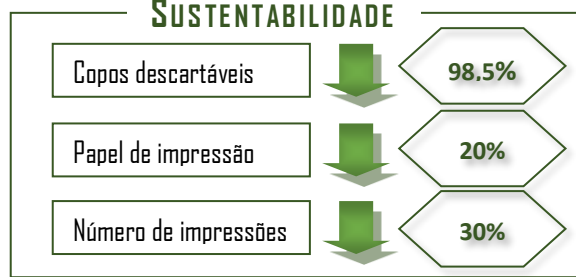 SUSTENTABILIDADE
Copos descartáveis 98,5%
Papel de impressão 20%
Número de impressões 30%